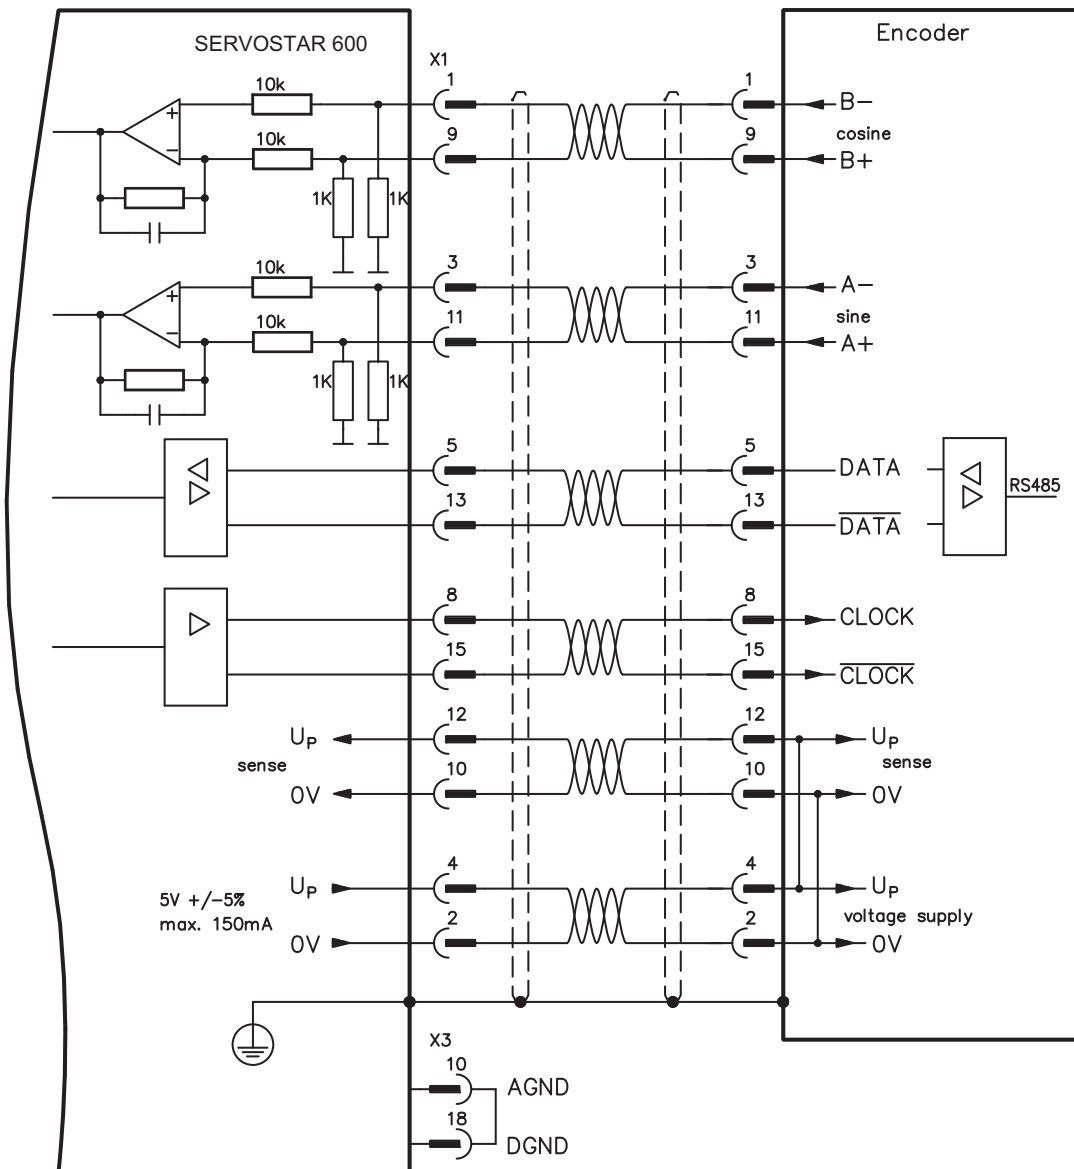 SERVOSTAR 600
Encoder
X1
10k
1
1
B–
+
cosine
10k
9
9
B+
–
1K
1K
10k
3
3
A–
+
sine
10k
11
11
A+
–
1K
1K
5
5
DATA
RS485
13
13
D̅A̅T̅A̅
8
8
CLOCK
15
15
C̅L̅O̅C̅K̅
UP
12
12
UP
sense
sense
0V
10
10
0V
5V +/–5%
max. 150mA
UP
4
4
UP
voltage supply
0V
2
2
0V
X3
10
AGND
18
DGND